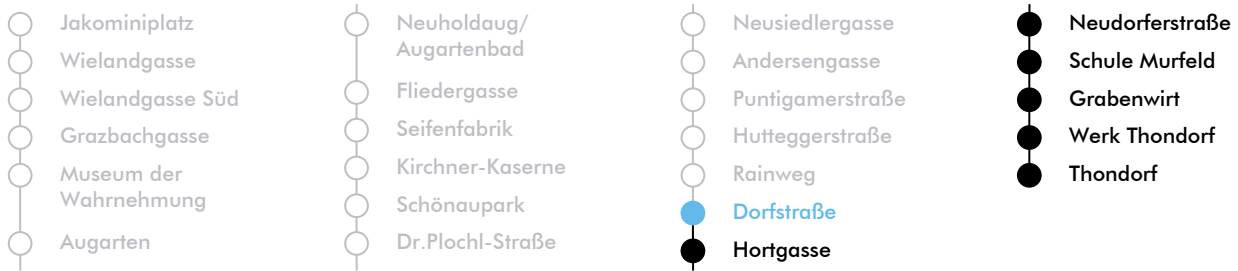 Jakominiplatz
Wielandgasse
Wielandgasse Süd
Grazbachgasse
Museum der
Wahrnehmung
Augarten
Neuholdaug/
Augartenbad
Fliedergasse
Seifenfabrik
Kirchner-Kaserne
Schönaupark
Dr.Plochl-Straße
Neusiedlergasse
Andersengasse
Puntigamerstraße
Hutteggerstraße
Rainweg
Dorfstraße
Hortgasse
Neudorferstraße
Schule Murfeld
Grabenwirt
Werk Thondorf
Thondorf